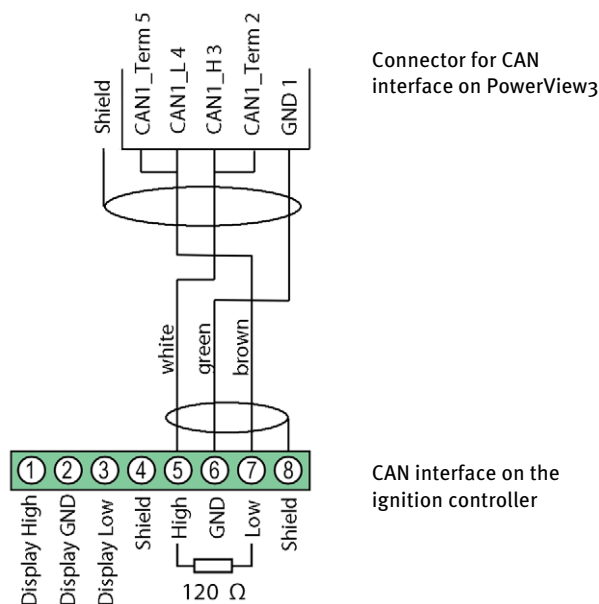 Shield
CAN1_Term 5
CAN1_L 4
CAN1_H 3
CAN1_Term 2
GND 1
Connector for CAN
interface on PowerView3
white
green
brown
1 2 3 4 5 6 7 8
Display High
Display GND
Display Low
Shield
High
GND
Low
Shield
120 Ω
CAN interface on the
ignition controller